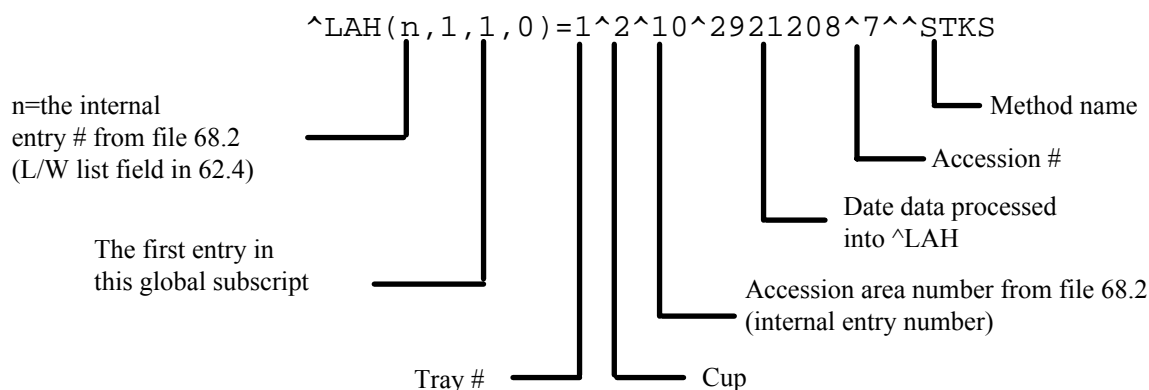 ^LAH(n,1,1,0)=1^2^10^2921208^7^^STKS
n=the internal
entry # from file 68.2
(L/W list field in 62.4)
Method name
Accession #
Date data processed
into ^LAH
The first entry in
this global subscript
Accession area number from file 68.2
(internal entry number)
Tray #
Cup